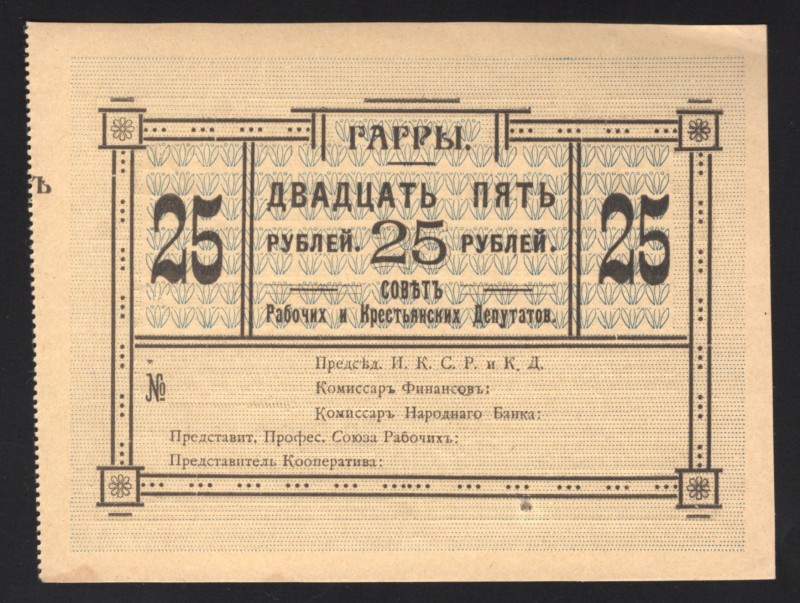 ГАГРЫ.
ДВАДЦАТЬ ПЯТЬ
25 РУБЛЕЙ. 25 РУБЛЕЙ. 25
СОВѢТЪ
Рабочих и Крестьянских Депутатов.
Предсѣд. И. К. С. Р. и К. Д.
№ Комиссаръ Финансовъ:
Комиссаръ Народнаго Банка:
Представит. Профес. Союза Рабочихъ:
Представитель Кооператива:
Ъ